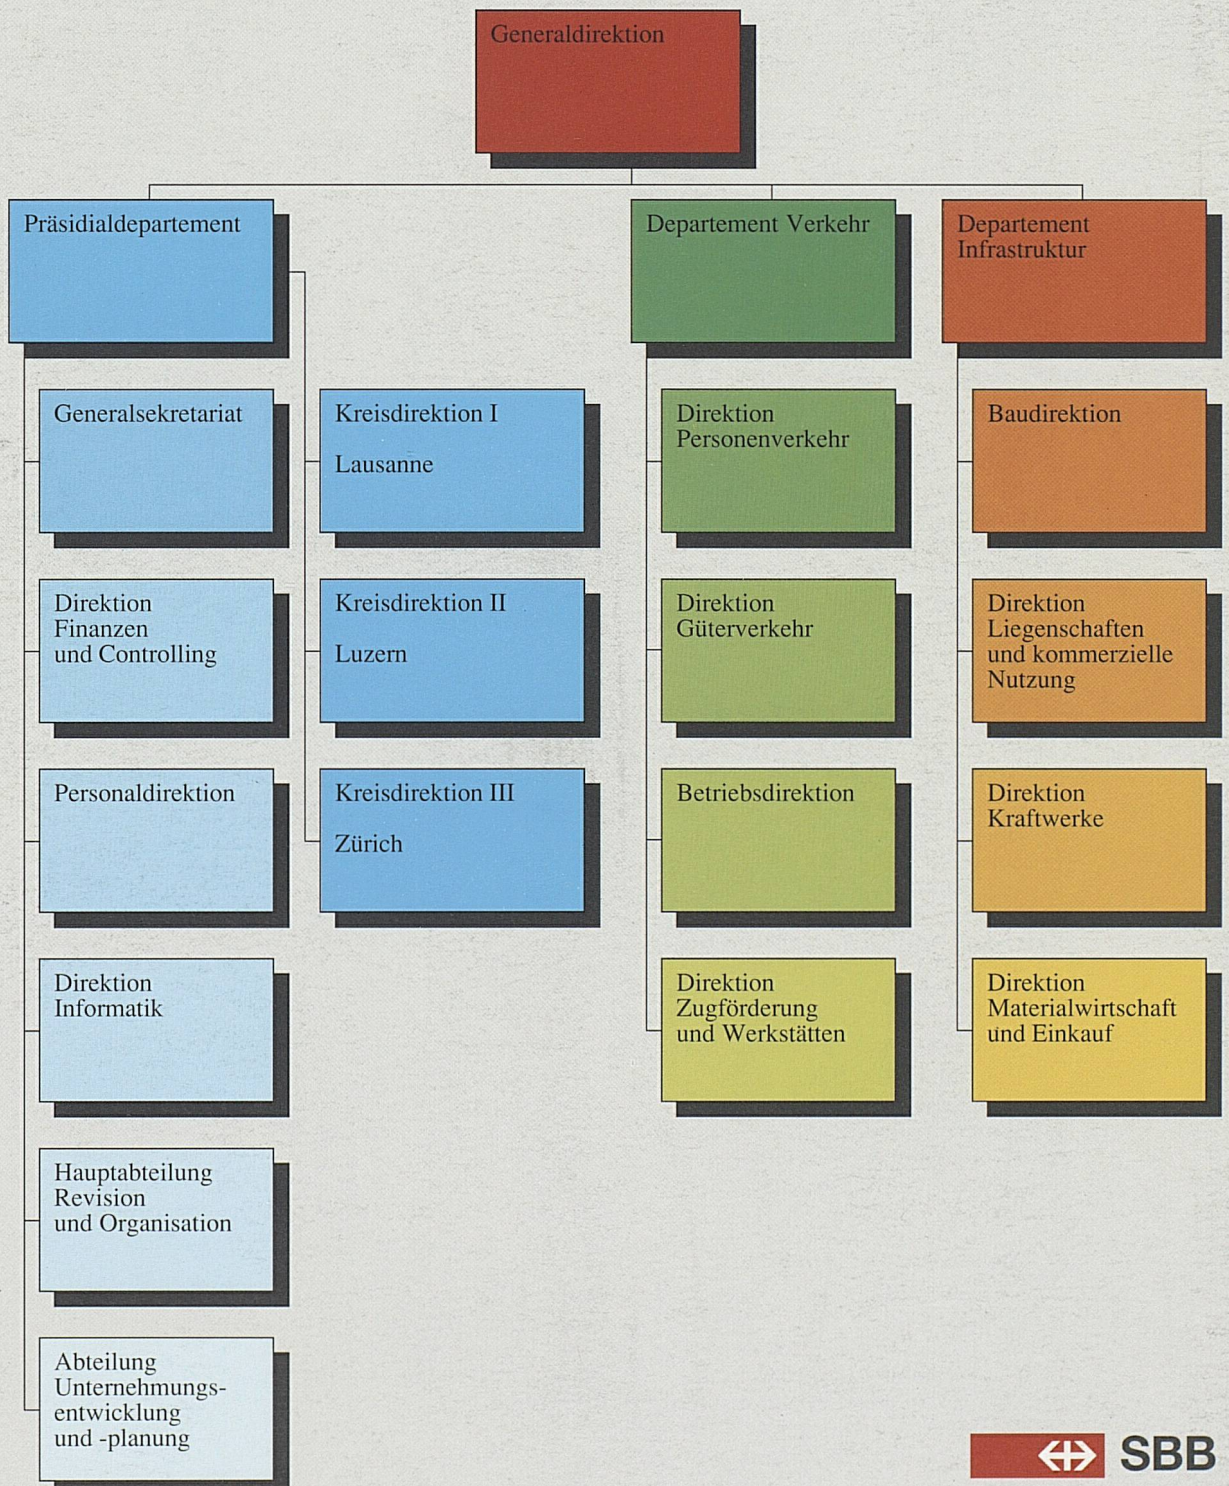 Generaldirektion
Präsidialdepartement
Generalsekretariat
Direktion
Finanzen
und Controlling
Personaldirektion
Direktion
Informatik
Hauptabteilung
Revision
und Organisation
Abteilung
Unternehmungs-
entwicklung
und -planung
Kreisdirektion I
Lausanne
Kreisdirektion II
Luzern
Kreisdirektion III
Zürich
Departement Verkehr
Direktion
Personenverkehr
Direktion
Güterverkehr
Betriebsdirektion
Direktion
Zugförderung
und Werkstätten
Departement
Infrastruktur
Baudirektion
Direktion
Liegenschaften
und kommerzielle
Nutzung
Direktion
Kraftwerke
Direktion
Materialwirtschaft
und Einkauf
SBB